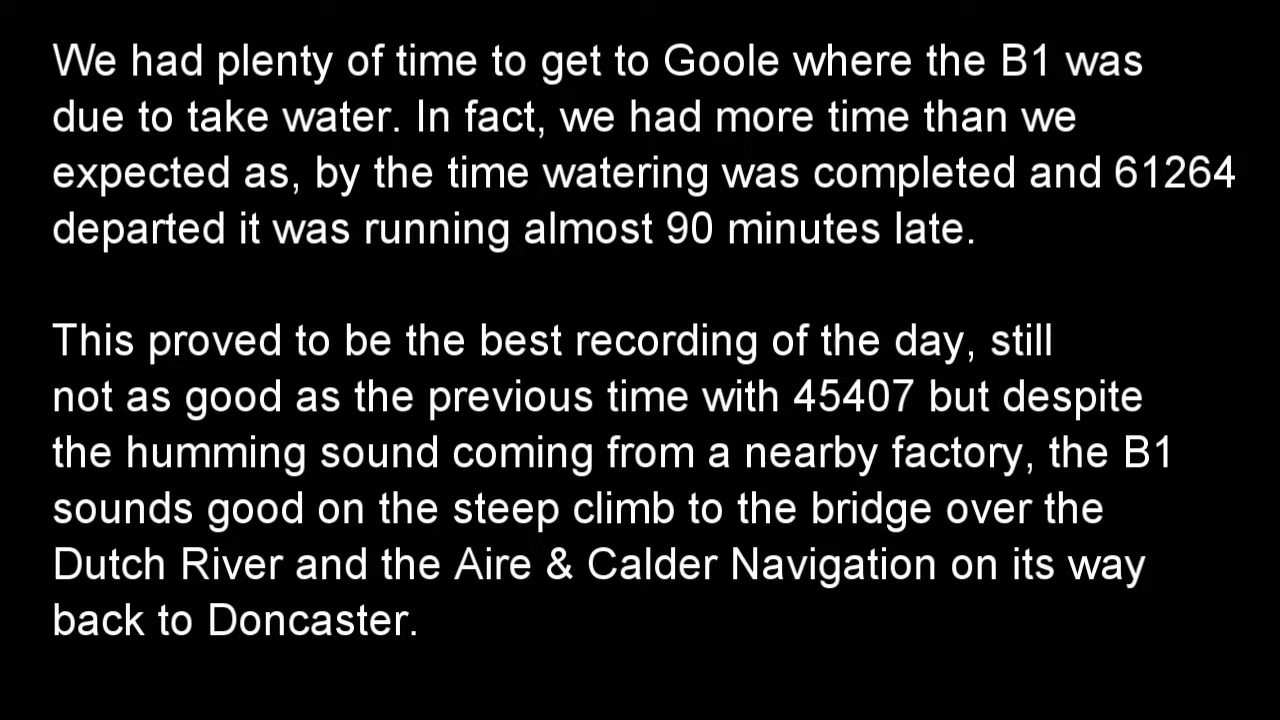 We had plenty of time to get to Goole where the B1 was
due to take water. In fact, we had more time than we
expected as, by the time watering was completed and 61264
departed it was running almost 90 minutes late.
This proved to be the best recording of the day, still
not as good as the previous time with 45407 but despite
the humming sound coming from a nearby factory, the B1
sounds good on the steep climb to the bridge over the
Dutch River and the Aire & Calder Navigation on its way
back to Doncaster.